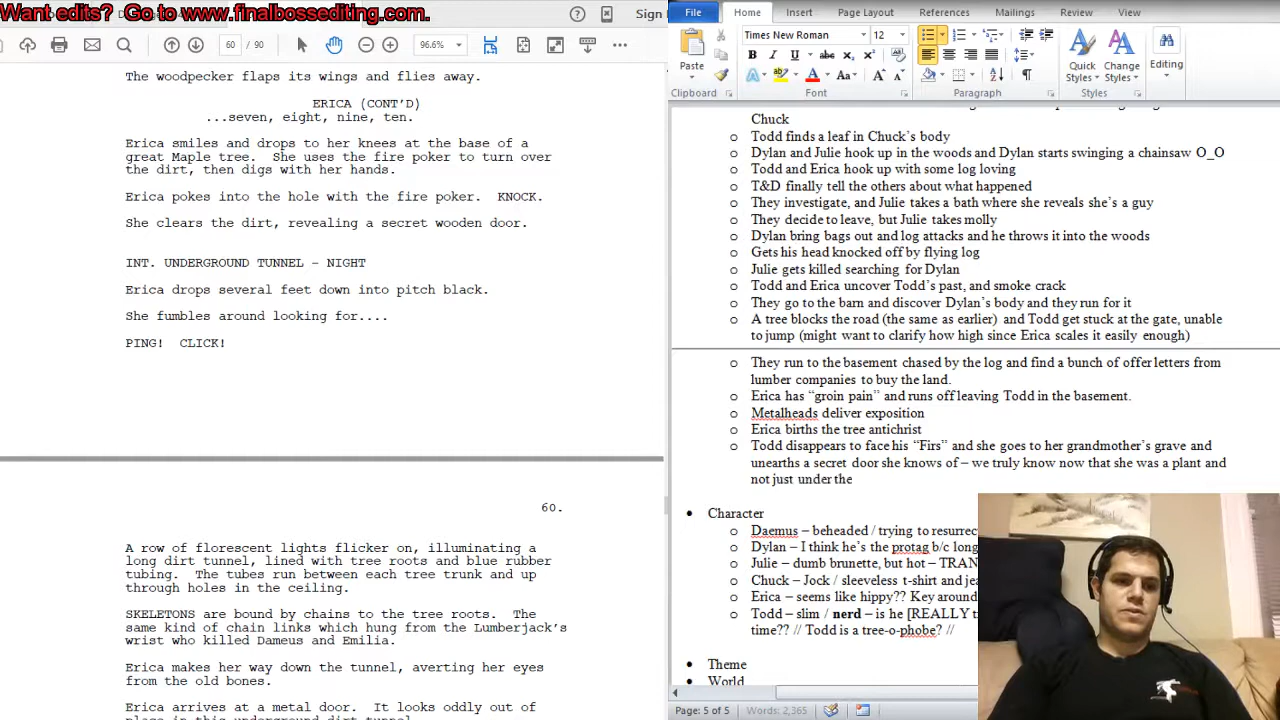 Want edits?  Go to www.finalbossediting.com.
Sign
60
96.6%
The woodpecker flaps its wings and flies away.
ERICA (CONT'D)
...seven, eight, nine, ten.
Erica smiles and drops to her knees at the base of a
great Maple tree.  She uses the fire poker to turn over
the dirt, then digs with her hands.
Erica pokes into the hole with the fire poker.  KNOCK.
She clears the dirt, revealing a secret wooden door.
INT. UNDERGROUND TUNNEL - NIGHT
Erica drops several feet down into pitch black.
She fumbles around looking for....
PING!  CLICK!
60.
A row of florescent lights flicker on, illuminating a
long dirt tunnel, lined with tree roots and blue rubber
tubing.  The tubes run between each tree trunk and up
through holes in the ceiling.
SKELETONS are bound by chains to the tree roots.  The
same kind of chain links which hung from the Lumberjack's
wrist who killed Dameus and Emilia.
Erica makes her way down the tunnel, averting her eyes
from the old bones.
Erica arrives at a metal door.  It looks oddly out of
place in this underground dirt tunnel.
File Home Insert Page Layout References Mailings Review View
Times New Roman 12
Paste
Quick Styles
Change Styles
Editing
Clipboard Font Paragraph Styles
Chuck
o Todd finds a leaf in Chuck's body
o Dylan and Julie hook up in the woods and Dylan starts swinging a chainsaw O_O
o Todd and Erica hook up with some log loving
o T&D finally tell the others about what happened
o They investigate, and Julie takes a bath where she reveals she's a guy
o They decide to leave, but Julie takes molly
o Dylan bring bags out and log attacks and he throws it into the woods
o Gets his head knocked off by flying log
o Julie gets killed searching for Dylan
o Todd and Erica uncover Todd's past, and smoke crack
o They go to the barn and discover Dylan's body and they run for it
o A tree blocks the road (the same as earlier) and Todd get stuck at the gate, unable
to jump (might want to clarify how high since Erica scales it easily enough)
o They run to the basement chased by the log and find a bunch of offer letters from
lumber companies to buy the land.
o Erica has “groin pain” and runs off leaving Todd in the basement.
o Metalheads deliver exposition
o Erica births the tree antichrist
o Todd disappears to face his “Firs” and she goes to her grandmother's grave and
unearths a secret door she knows of – we truly know now that she was a plant and
not just under the
• Character
o Daemus – beheaded / trying to resurrec
o Dylan – I think he's the protag b/c long
o Julie – dumb brunette, but hot – TRAN
o Chuck – Jock / sleeveless t-shirt and jea
o Erica – seems like hippy?? Key around
o Todd – slim / nerd – is he [REALLY t
time?? // Todd is a tree-o-phobe? //
• Theme
• World
Page: 5 of 5 Words: 2,365